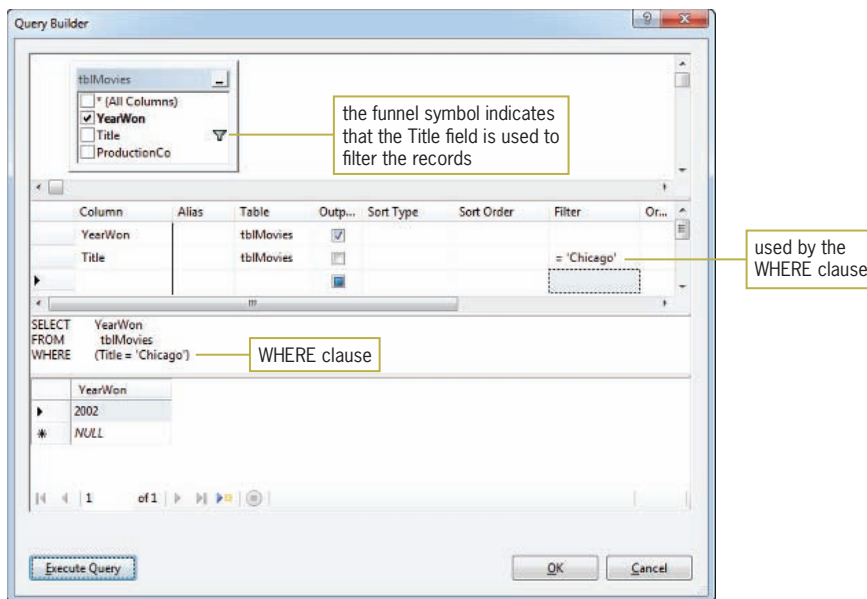 Query Builder
tblMovies
* (All Columns)
YearWon
Title
ProductionCo
the funnel symbol indicates
that the Title field is used to
filter the records
Column Alias Table Outp... Sort Type Sort Order Filter Or...
YearWon tblMovies
Title tblMovies = 'Chicago'
used by the
WHERE clause
SELECT YearWon
FROM tblMovies
WHERE (Title = 'Chicago')
WHERE clause
YearWon
2002
NULL
1 of 1
Execute Query OK Cancel